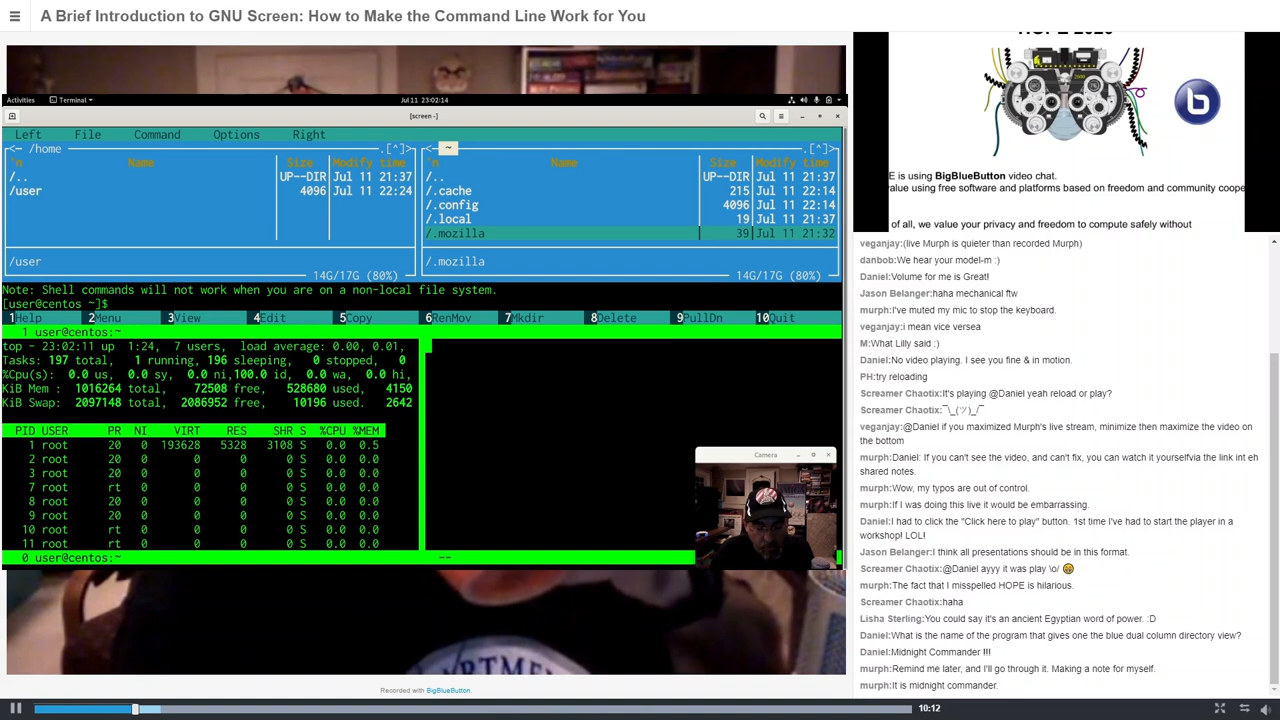 A Brief Introduction to GNU Screen: How to Make the Command Line Work for You
Activities Terminal Jul 11 23:02:14
[screen -]
Left File Command Options Right
<– /home .[^]>
'n Name Size Modify time
/.. UP--DIR Jul 11 21:37
/user 4096 Jul 11 22:24
/user
14G/17G (80%)
<– ~ .[^]>
'n Name Size Modify time
/.. UP--DIR Jul 11 21:37
/.cache 215 Jul 11 22:14
/.config 4096 Jul 11 22:14
/.local 19 Jul 11 21:37
/.mozilla 39 Jul 11 21:32
/.mozilla
14G/17G (80%)
Note: Shell commands will not work when you are on a non-local file system.
[user@centos ~]$
1Help 2Menu 3View 4Edit 5Copy 6RenMov 7Mkdir 8Delete 9PullDn 10Quit
1 user@centos:~
top - 23:02:11 up 1:24, 7 users, load average: 0.00, 0.01,
Tasks: 197 total, 1 running, 196 sleeping, 0 stopped, 0
%Cpu(s): 0.0 us, 0.0 sy, 0.0 ni,100.0 id, 0.0 wa, 0.0 hi,
KiB Mem : 1016264 total, 72508 free, 528680 used, 4150
KiB Swap: 2097148 total, 2086952 free, 10196 used. 2642
PID USER PR NI VIRT RES SHR S %CPU %MEM
1 root 20 0 193628 5328 3108 S 0.0 0.5
2 root 20 0 0 0 0 S 0.0 0.0
3 root 20 0 0 0 0 S 0.0 0.0
7 root rt 0 0 0 0 S 0.0 0.0
8 root 20 0 0 0 0 S 0.0 0.0
9 root 20 0 0 0 0 S 0.0 0.0
10 root rt 0 0 0 0 S 0.0 0.0
11 root rt 0 0 0 0 S 0.0 0.0
0 user@centos:~ --
Camera
Recorded with BigBlueButton.
10:12
HOPE 2020
b
E is using BigBlueButton video chat.
value using free software and platforms based on freedom and community coope
of all, we value your privacy and freedom to compute safely without
veganjay:(live Murph is quieter than recorded Murph)
danbob:We hear your model-m :)
Daniel:Volume for me is Great!
Jason Belanger:haha mechanical ftw
murph:I've muted my mic to stop the keyboard.
veganjay:i mean vice versea
M:What Lilly said :)
Daniel:No video playing. I see you fine & in motion.
PH:try reloading
Screamer Chaotix:It's playing @Daniel yeah reload or play?
Screamer Chaotix:¯\_(ツ)_/¯
veganjay:@Daniel if you maximized Murph's live stream, minimize then maximize the video on
the bottom
murph:Daniel: If you can't see the video, and can't fix, you can watch it yourselfvia the link int eh
shared notes.
murph:Wow, my typos are out of control.
murph:If I was doing this live it would be embarrassing.
Daniel:I had to click the "Click here to play" button. 1st time I've had to start the player in a
workshop! LOL!
Jason Belanger:I think all presentations should be in this format.
Screamer Chaotix:@Daniel ayyy it was play \o/ 😁
murph:The fact that I misspelled HOPE is hilarious.
Screamer Chaotix:haha
Lisha Sterling:You could say it's an ancient Egyptian word of power. :D
Daniel:What is the name of the program that gives one the blue dual column directory view?
Daniel:Midnight Commander !!!
murph:Remind me later, and I'll go through it. Making a note for myself.
murph:It is midnight commander.